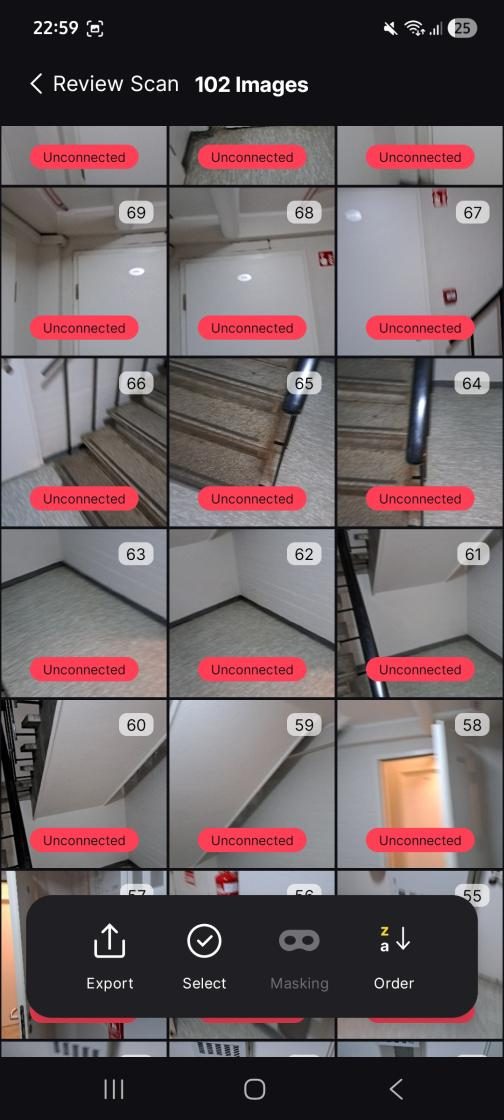 22:59
25
Review Scan 102 Images
Unconnected Unconnected Unconnected
69 68 67
Unconnected Unconnected Unconnected
66 65 64
Unconnected Unconnected Unconnected
63 62 61
Unconnected Unconnected Unconnected
60 59 58
Unconnected Unconnected Unconnected
57 56 55
z
a
Export Select Masking Order